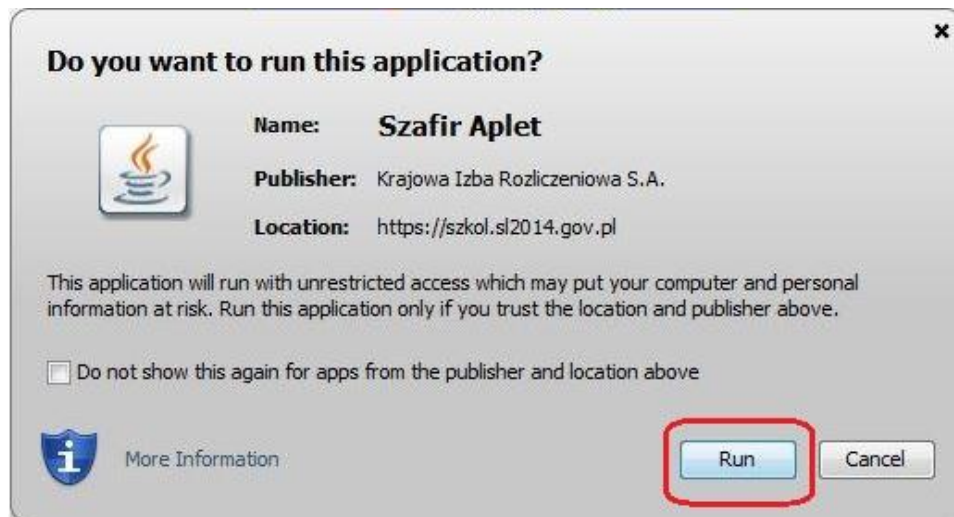 Do you want to run this application?
Name: Szafir Aplet
Publisher: Krajowa Izba Rozliczeniowa S.A.
Location: https://szkol.sl2014.gov.pl
This application will run with unrestricted access which may put your computer and personal
information at risk. Run this application only if you trust the location and publisher above.
Do not show this again for apps from the publisher and location above
More Information
Run
Cancel